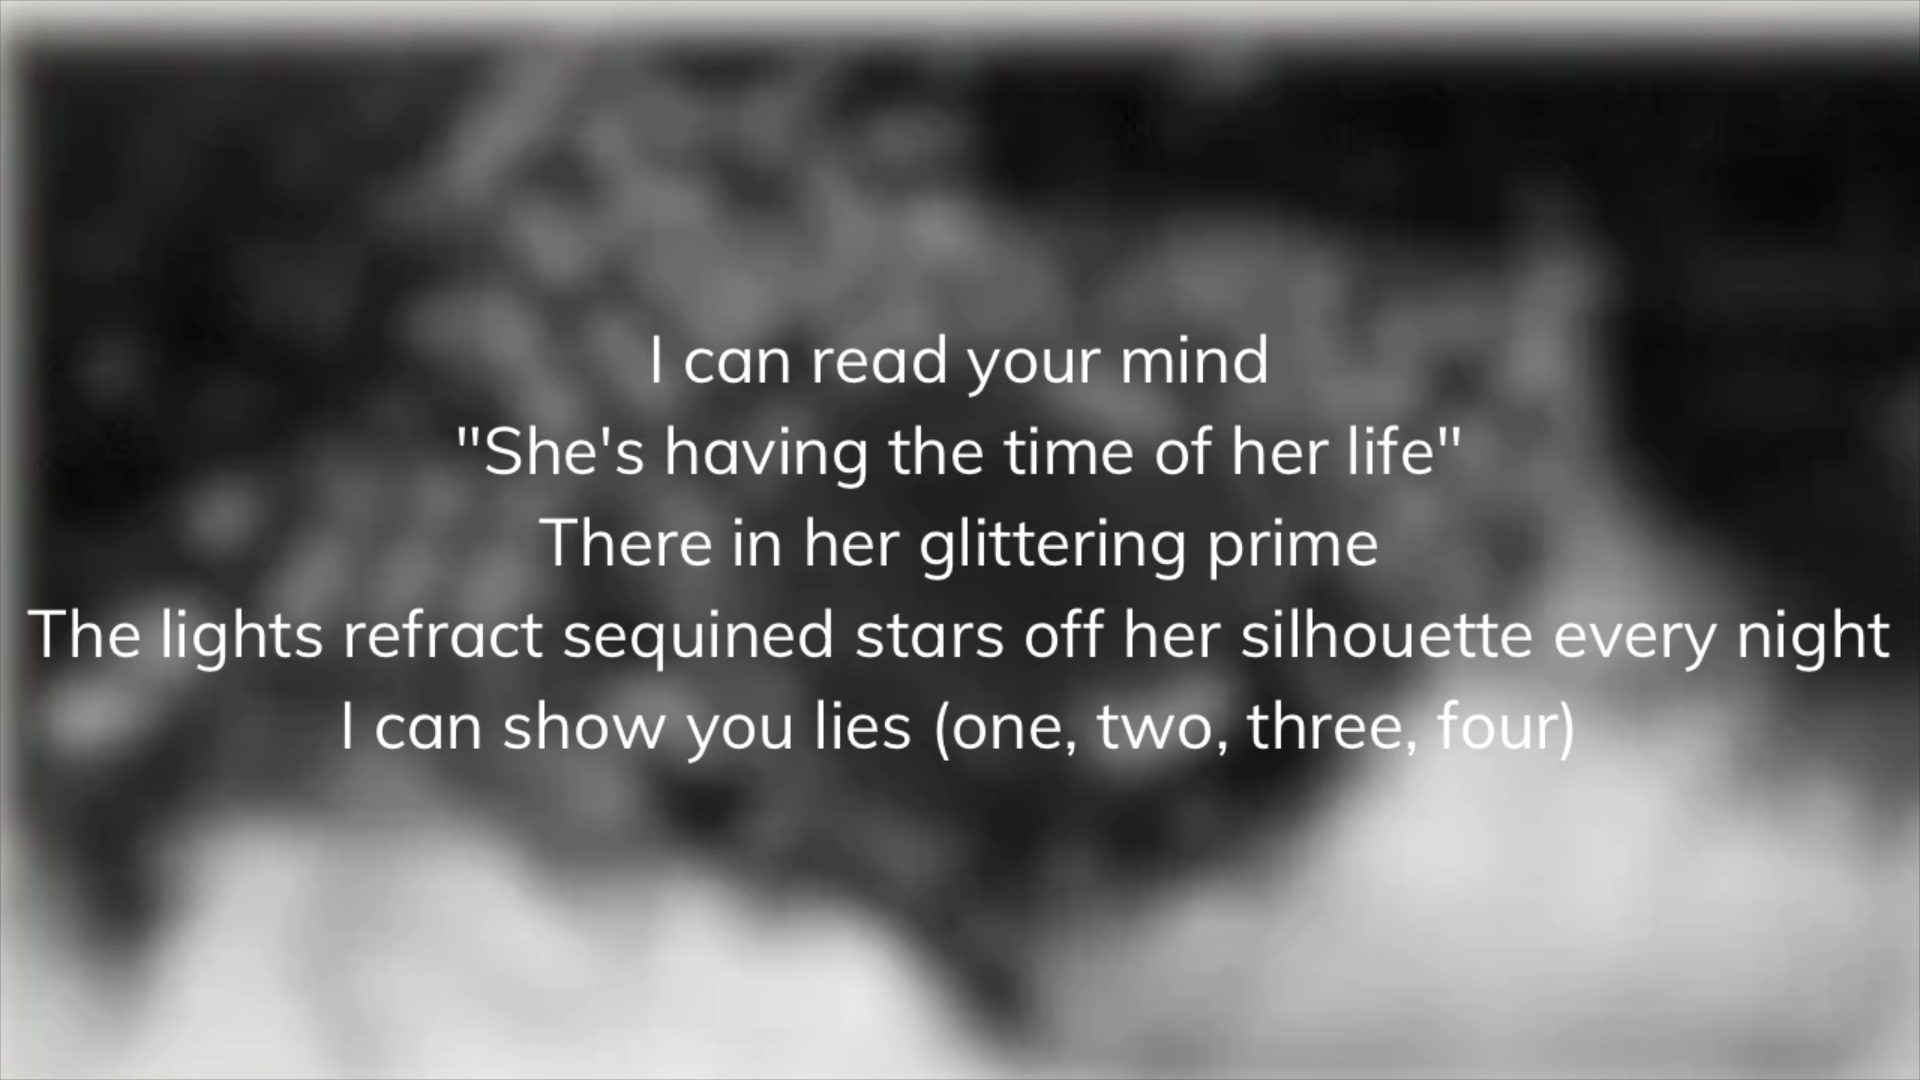 I can read your mind
"She's having the time of her life"
There in her glittering prime
The lights refract sequined stars off her silhouette every night
I can show you lies (one, two, three, four)